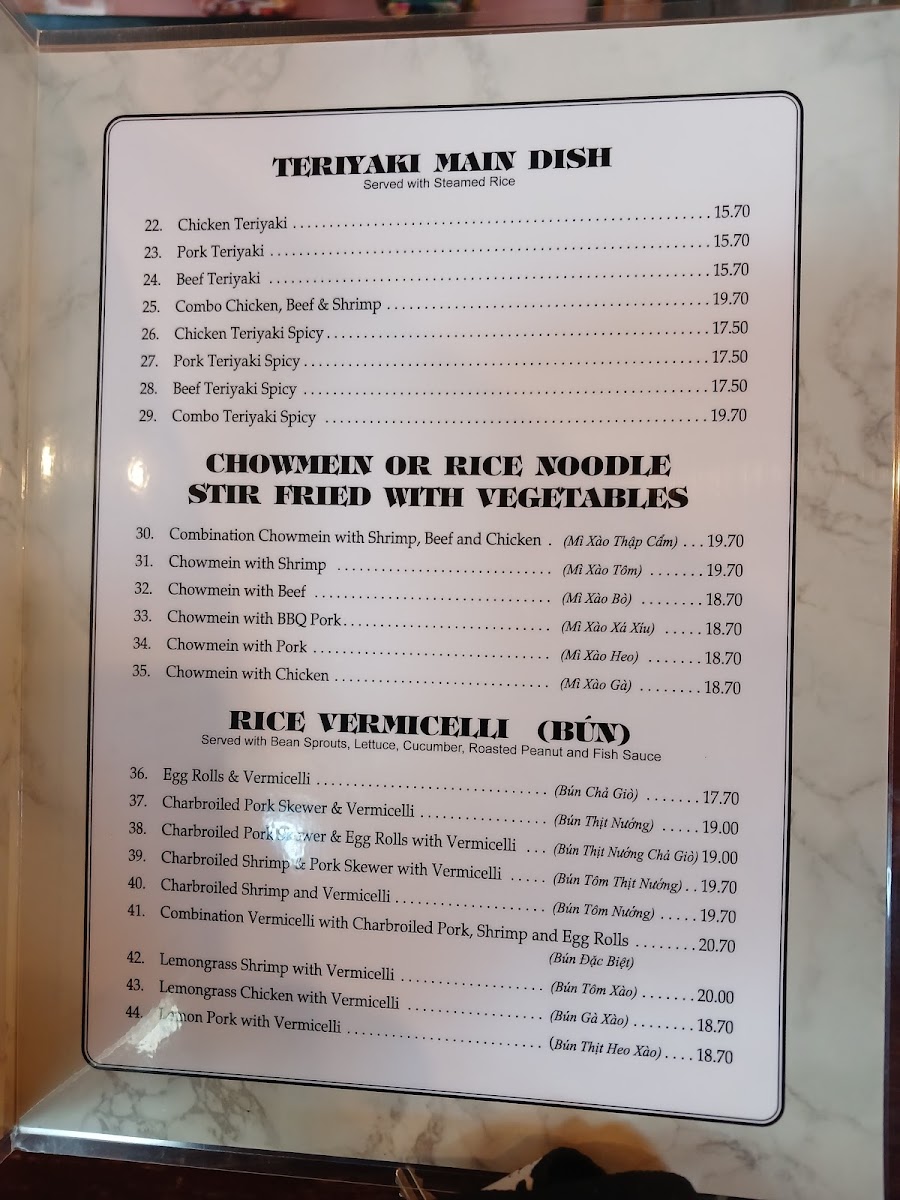 TERIYAKI MAIN DISH
Served with Steamed Rice
22. Chicken Teriyaki 15.70
23. Pork Teriyaki 15.70
24. Beef Teriyaki 15.70
25. Combo Chicken, Beef & Shrimp 19.70
26. Chicken Teriyaki Spicy 17.50
27. Pork Teriyaki Spicy 17.50
28. Beef Teriyaki Spicy 17.50
29. Combo Teriyaki Spicy 19.70
CHOWMEIN OR RICE NOODLE
STIR FRIED WITH VEGETABLES
30. Combination Chowmein with Shrimp, Beef and Chicken . (Mì Xào Thập Cẩm) . . . 19.70
31. Chowmein with Shrimp (Mì Xào Tôm) 19.70
32. Chowmein with Beef (Mì Xào Bò) 18.70
33. Chowmein with BBQ Pork (Mì Xào Xá Xíu) 18.70
34. Chowmein with Pork (Mì Xào Heo) 18.70
35. Chowmein with Chicken (Mì Xào Gà) 18.70
RICE VERMICELLI (BÚN)
Served with Bean Sprouts, Lettuce, Cucumber, Roasted Peanut and Fish Sauce
36. Egg Rolls & Vermicelli (Bún Chả Giò) 17.70
37. Charbroiled Pork Skewer & Vermicelli (Bún Thịt Nướng) 19.00
38. Charbroiled Pork Skewer & Egg Rolls with Vermicelli . . . (Bún Thịt Nướng Chả Giò) 19.00
39. Charbroiled Shrimp & Pork Skewer with Vermicelli (Bún Tôm Thịt Nướng) . . 19.70
40. Charbroiled Shrimp and Vermicelli (Bún Tôm Nướng) 19.70
41. Combination Vermicelli with Charbroiled Pork, Shrimp and Egg Rolls 20.70
(Bún Đặc Biệt)
42. Lemongrass Shrimp with Vermicelli (Bún Tôm Xào) 20.00
43. Lemongrass Chicken with Vermicelli (Bún Gà Xào) 18.70
44. Lemon Pork with Vermicelli (Bún Thịt Heo Xào) 18.70